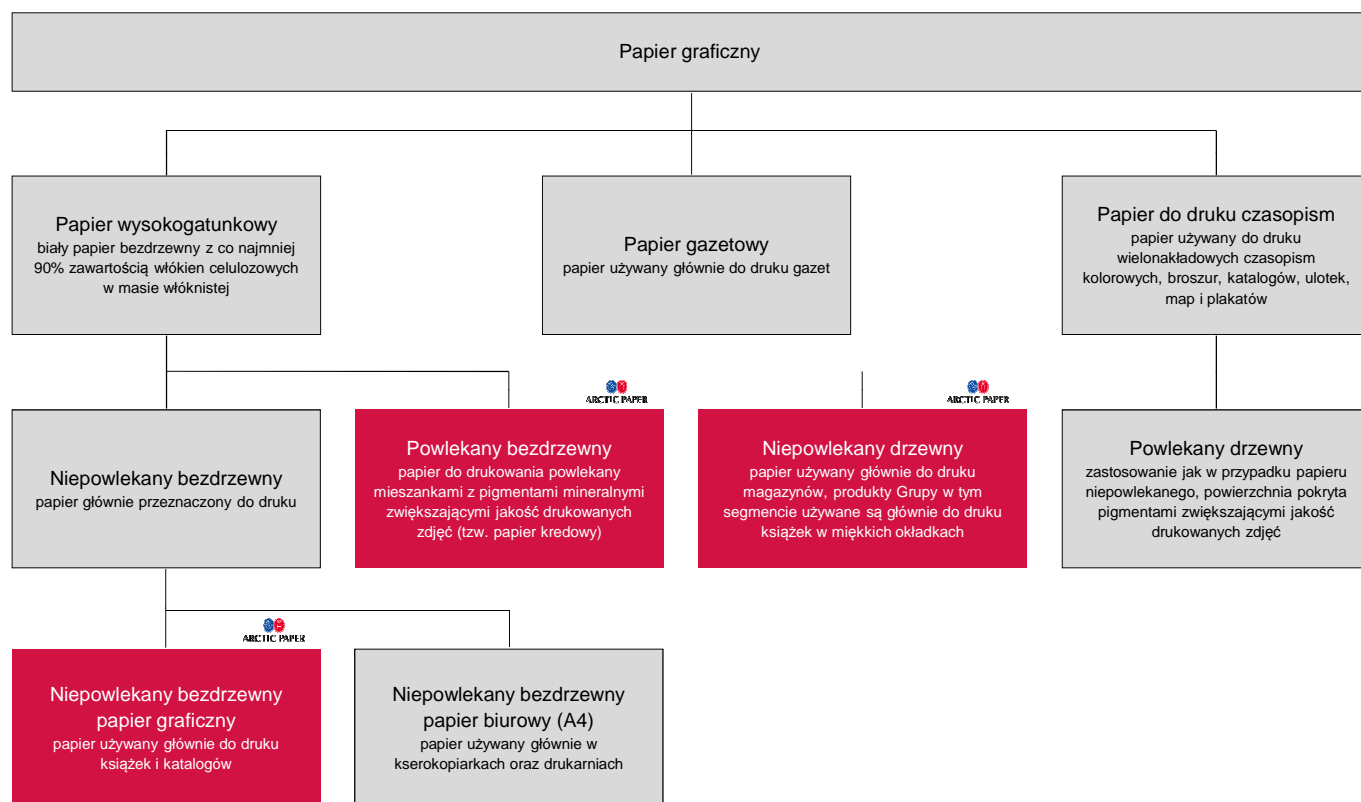 Papier graficzny
Papier wysokogatunkowy
biały papier bezdrzewny z co najmniej
90% zawartością włókien celulozowych
w masie włóknistej
Papier gazetowy
papier używany głównie do druku gazet
Papier do druku czasopism
papier używany do druku
wielonakładowych czasopism
kolorowych, broszur, katalogów, ulotek,
map i plakatów
ARCTIC PAPER
ARCTIC PAPER
Niepowlekany bezdrzewny
papier głównie przeznaczony do druku
Powlekany bezdrzewny
papier do drukowania powlekany
mieszankami z pigmentami mineralnymi
zwiększającymi jakość drukowanych
zdjęć (tzw. papier kredowy)
Niepowlekany drzewny
papier używany głównie do druku
magazynów, produkty Grupy w tym
segmencie używane są głównie do druku
książek w miękkich okładkach
Powlekany drzewny
zastosowanie jak w przypadku papieru
niepowlekanego, powierzchnia pokryta
pigmentami zwiększającymi jakość
drukowanych zdjęć
ARCTIC PAPER
Niepowlekany bezdrzewny
papier graficzny
papier używany głównie do druku
książek i katalogów
Niepowlekany bezdrzewny
papier biurowy (A4)
papier używany głównie w
kserokopiarkach oraz drukarniach